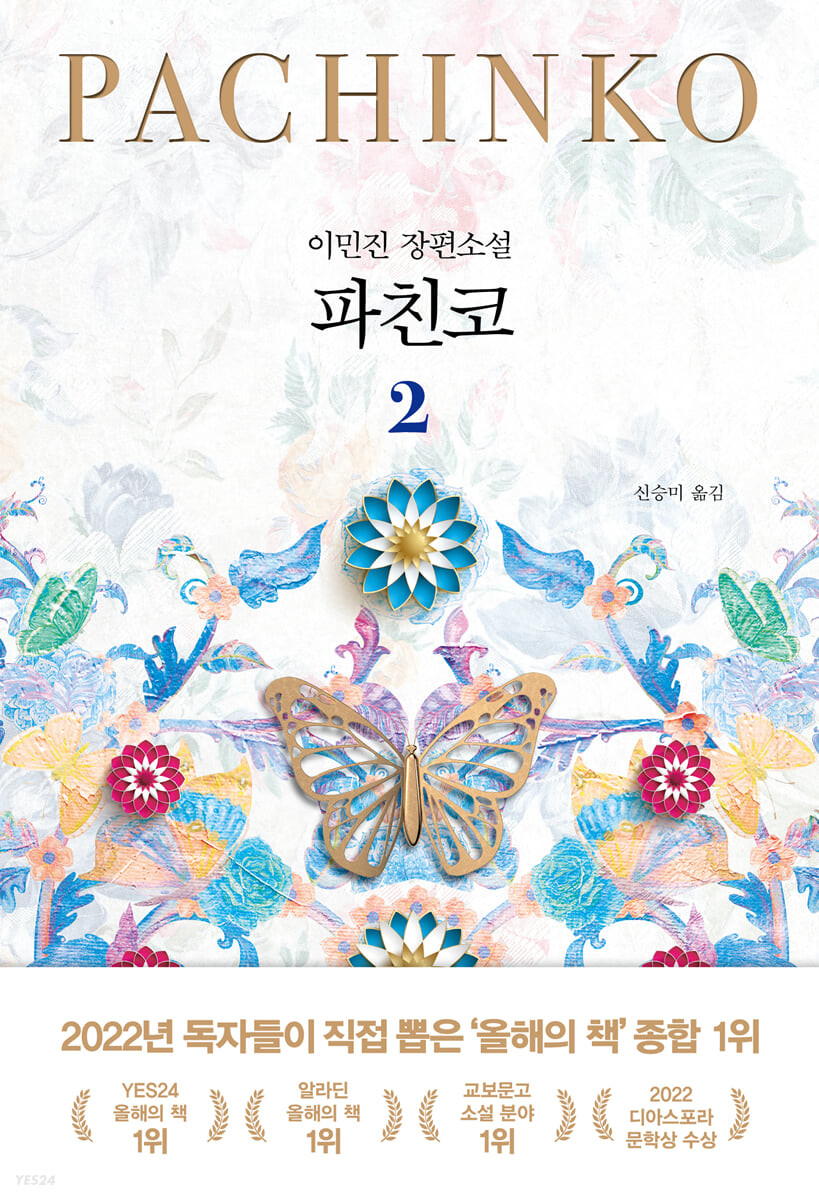 PACHINKO
이민진 장편소설
파친코
2
신승미 옮김
2022년 독자들이 직접 뽑은 ‘올해의 책’ 종합 1위
YES24
올해의 책
1위
알라딘
올해의 책
1위
교보문고
소설 분야
1위
2022
디아스포라
문학상 수상
YES24